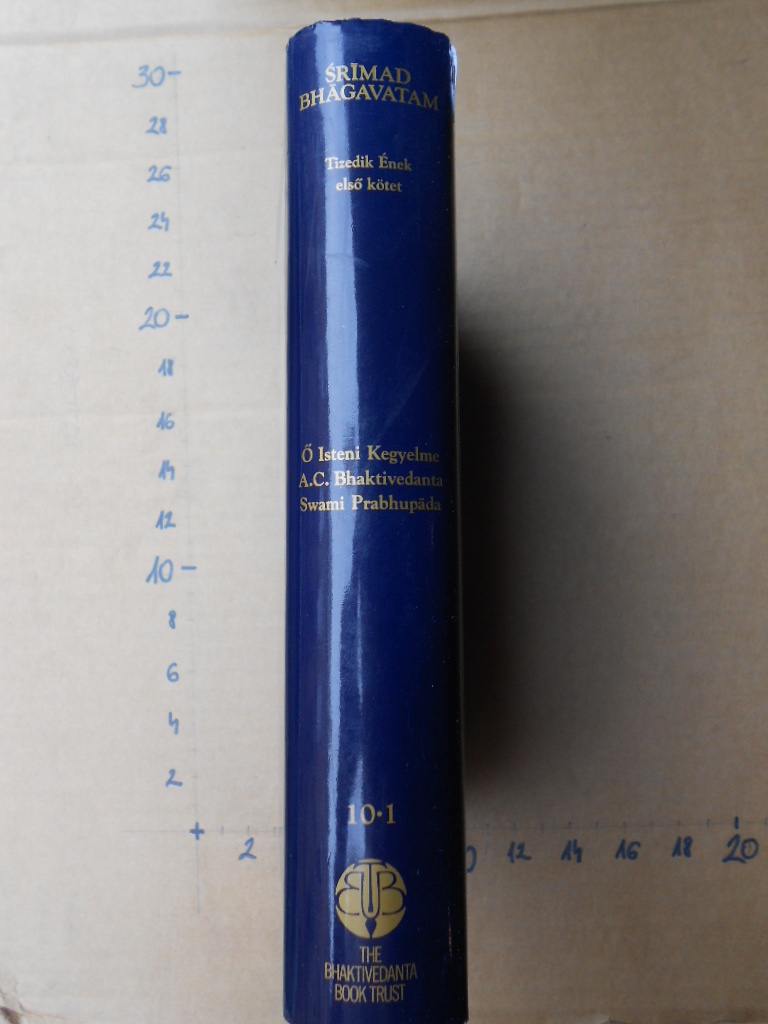 ŚRĪMAD
BHĀGAVATAM
Tizedik Ének
első kötet
Ő Isteni Kegyelme
A.C. Bhaktivedanta
Swami Prabhupāda
10•1
BTB
THE
BHAKTIVEDANTA
BOOK TRUST
30
28
26
24
22
20
18
16
14
12
10
8
6
4
2
2
12 14 16 18 20